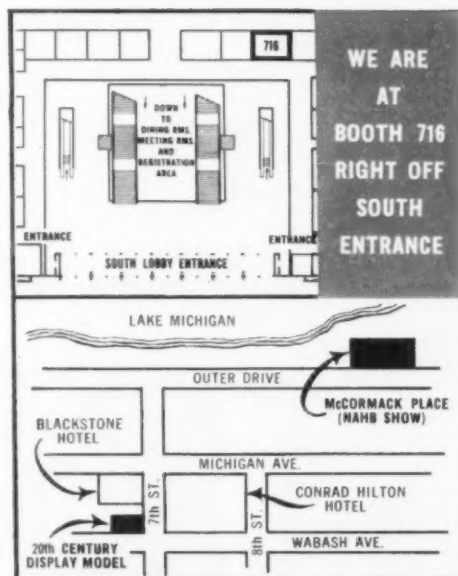 716
WE ARE
AT
BOOTH 716
RIGHT OFF
SOUTH
ENTRANCE
DOWN
TO
DINING RMS.
MEETING RMS.
AND
REGISTRATION
AREA
ENTRANCE
ENTRANCE
SOUTH LOBBY ENTRANCE
LAKE MICHIGAN
OUTER DRIVE
McCORMACK PLACE
(NAHB SHOW)
BLACKSTONE
HOTEL
MICHIGAN AVE.
7th ST.
CONRAD HILTON
HOTEL
8th ST.
20th CENTURY
DISPLAY MODEL
WABASH AVE.